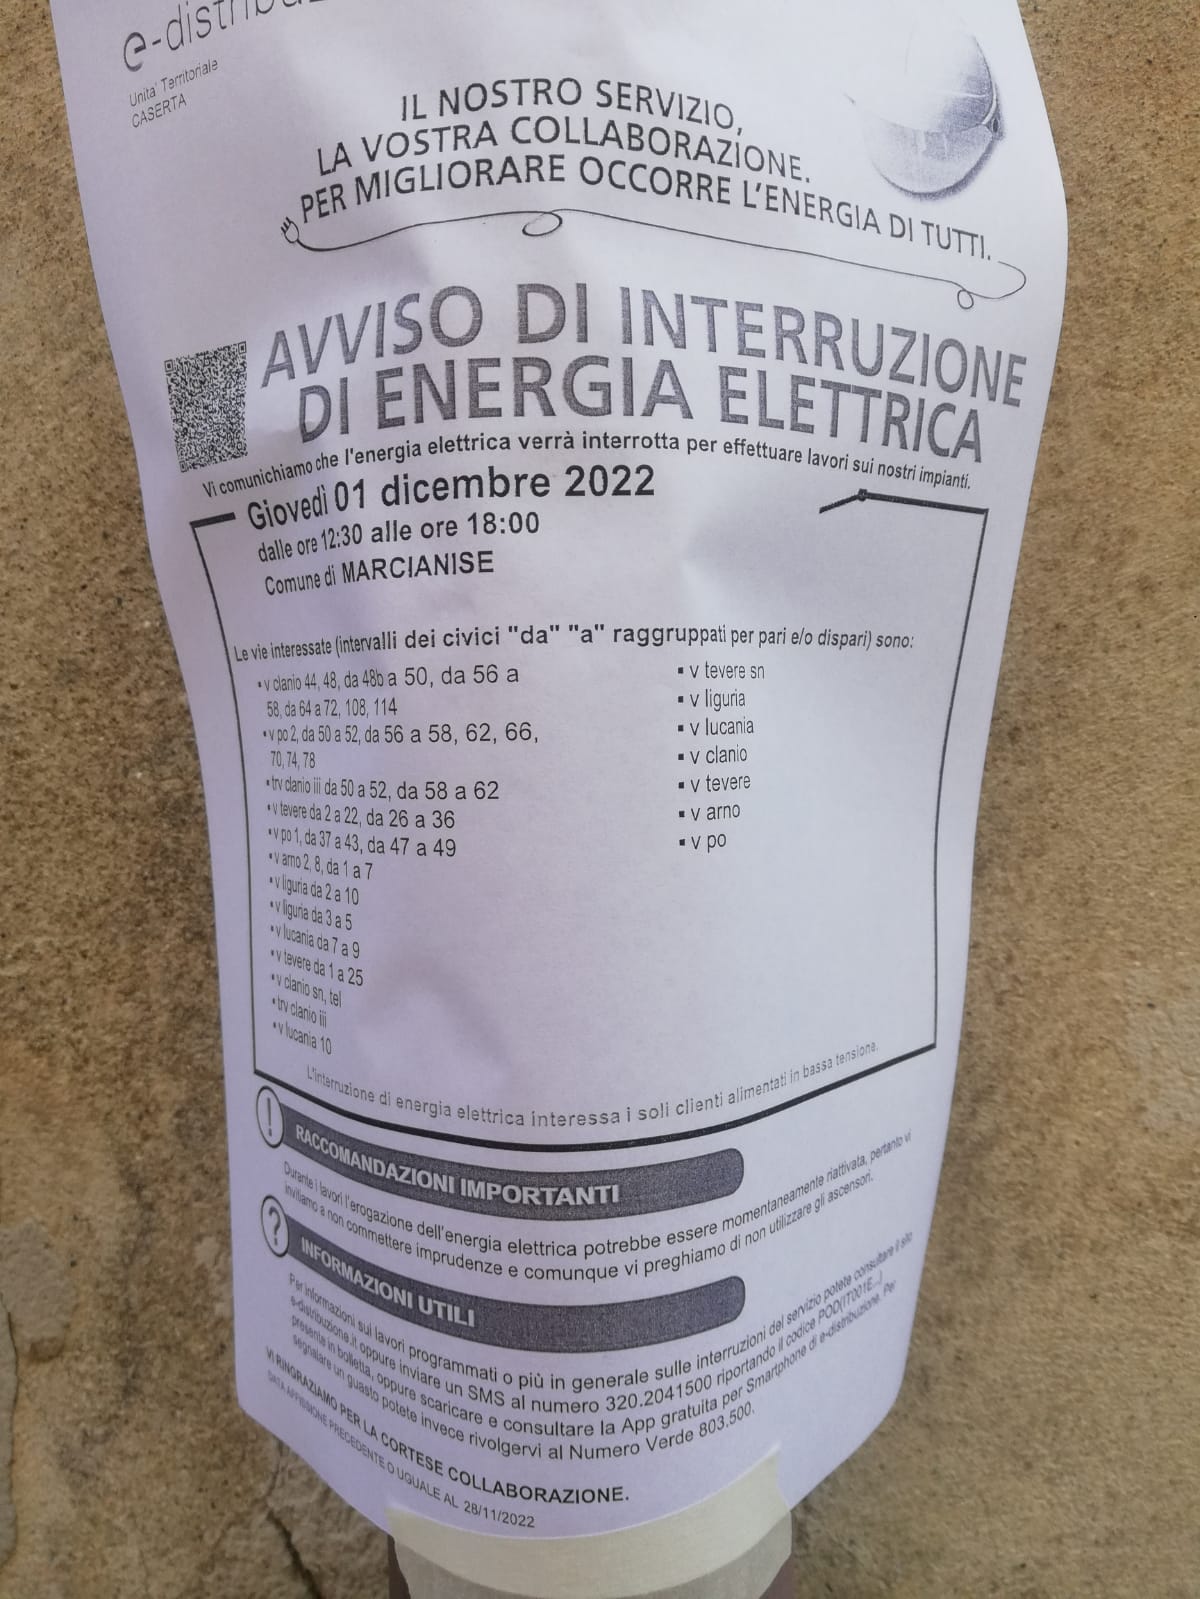 e-distribuz
Unita' Territoriale
CASERTA
IL NOSTRO SERVIZIO,
LA VOSTRA COLLABORAZIONE.
PER MIGLIORARE OCCORRE L'ENERGIA DI TUTTI.
AVVISO DI INTERRUZIONE
DI ENERGIA ELETTRICA
Vi comunichiamo che l'energia elettrica verrà interrotta per effettuare lavori sui nostri impianti.
Giovedì 01 dicembre 2022
dalle ore 12:30 alle ore 18:00
Comune di MARCIANISE
Le vie interessate (intervalli dei civici "da" "a" raggruppati per pari e/o dispari) sono:
▪ v clanio 44, 48, da 48b a 50, da 56 a
58, da 64 a 72, 108, 114
▪ v po 2, da 50 a 52, da 56 a 58, 62, 66,
70, 74, 78
▪ trv clanio iii da 50 a 52, da 58 a 62
▪ v tevere da 2 a 22, da 26 a 36
▪ v po 1, da 37 a 43, da 47 a 49
▪ v arno 2, 8, da 1 a 7
▪ v liguria da 2 a 10
▪ v liguria da 3 a 5
▪ v lucania da 7 a 9
▪ v tevere da 1 a 25
▪ v clanio sn, tel
▪ trv clanio iii
▪ v lucania 10
▪ v tevere sn
▪ v liguria
▪ v lucania
▪ v clanio
▪ v tevere
▪ v arno
▪ v po
L'interruzione di energia elettrica interessa i soli clienti alimentati in bassa tensione.
! RACCOMANDAZIONI IMPORTANTI
Durante i lavori l'erogazione dell'energia elettrica potrebbe essere momentaneamente riattivata, pertanto vi
invitiamo a non commettere imprudenze e comunque vi preghiamo di non utilizzare gli ascensori.
? INFORMAZIONI UTILI
Per informazioni sui lavori programmati o più in generale sulle interruzioni del servizio potete consultare il sito
e-distribuzione.it oppure inviare un SMS al numero 320.2041500 riportando il codice POD(IT001E...)
presente in bolletta, oppure scaricare e consultare la App gratuita per Smartphone di e-distribuzione. Per
segnalare un guasto potete invece rivolgervi al Numero Verde 803.500.
VI RINGRAZIAMO PER LA CORTESE COLLABORAZIONE.
DATA AFFISSIONE PRECEDENTE O UGUALE AL 28/11/2022